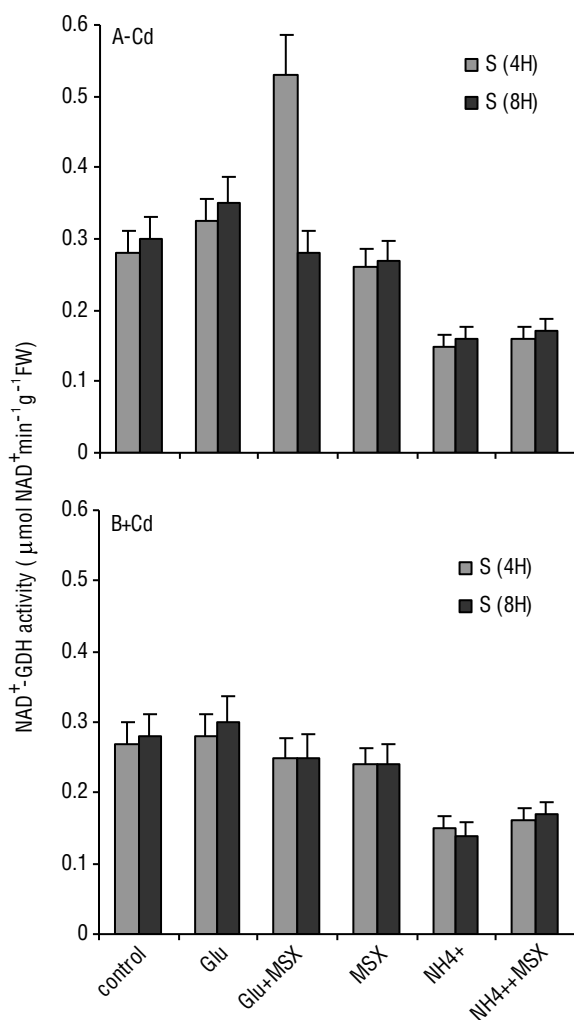 A-Cd
S (4H)
S (8H)
0.6
0.5
0.4
0.3
0.2
0.1
0
NAD⁺-GDH activity ( µmol NAD⁺min⁻¹g⁻¹FW)
B+Cd
S (4H)
S (8H)
0.6
0.5
0.4
0.3
0.2
0.1
0
control
Glu
Glu+MSX
MSX
NH4+
NH4++MSX